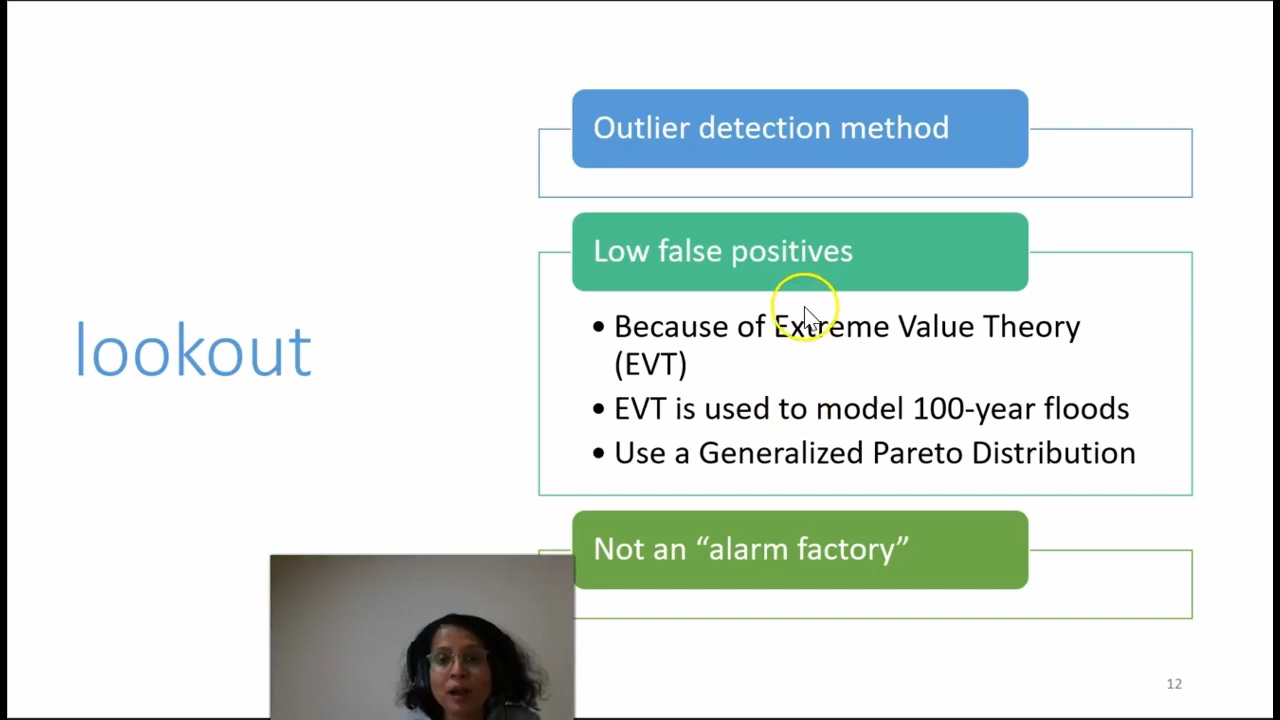 lookout
Outlier detection method
Low false positives
• Because of Extreme Value Theory
(EVT)
• EVT is used to model 100-year floods
• Use a Generalized Pareto Distribution
Not an “alarm factory”
12